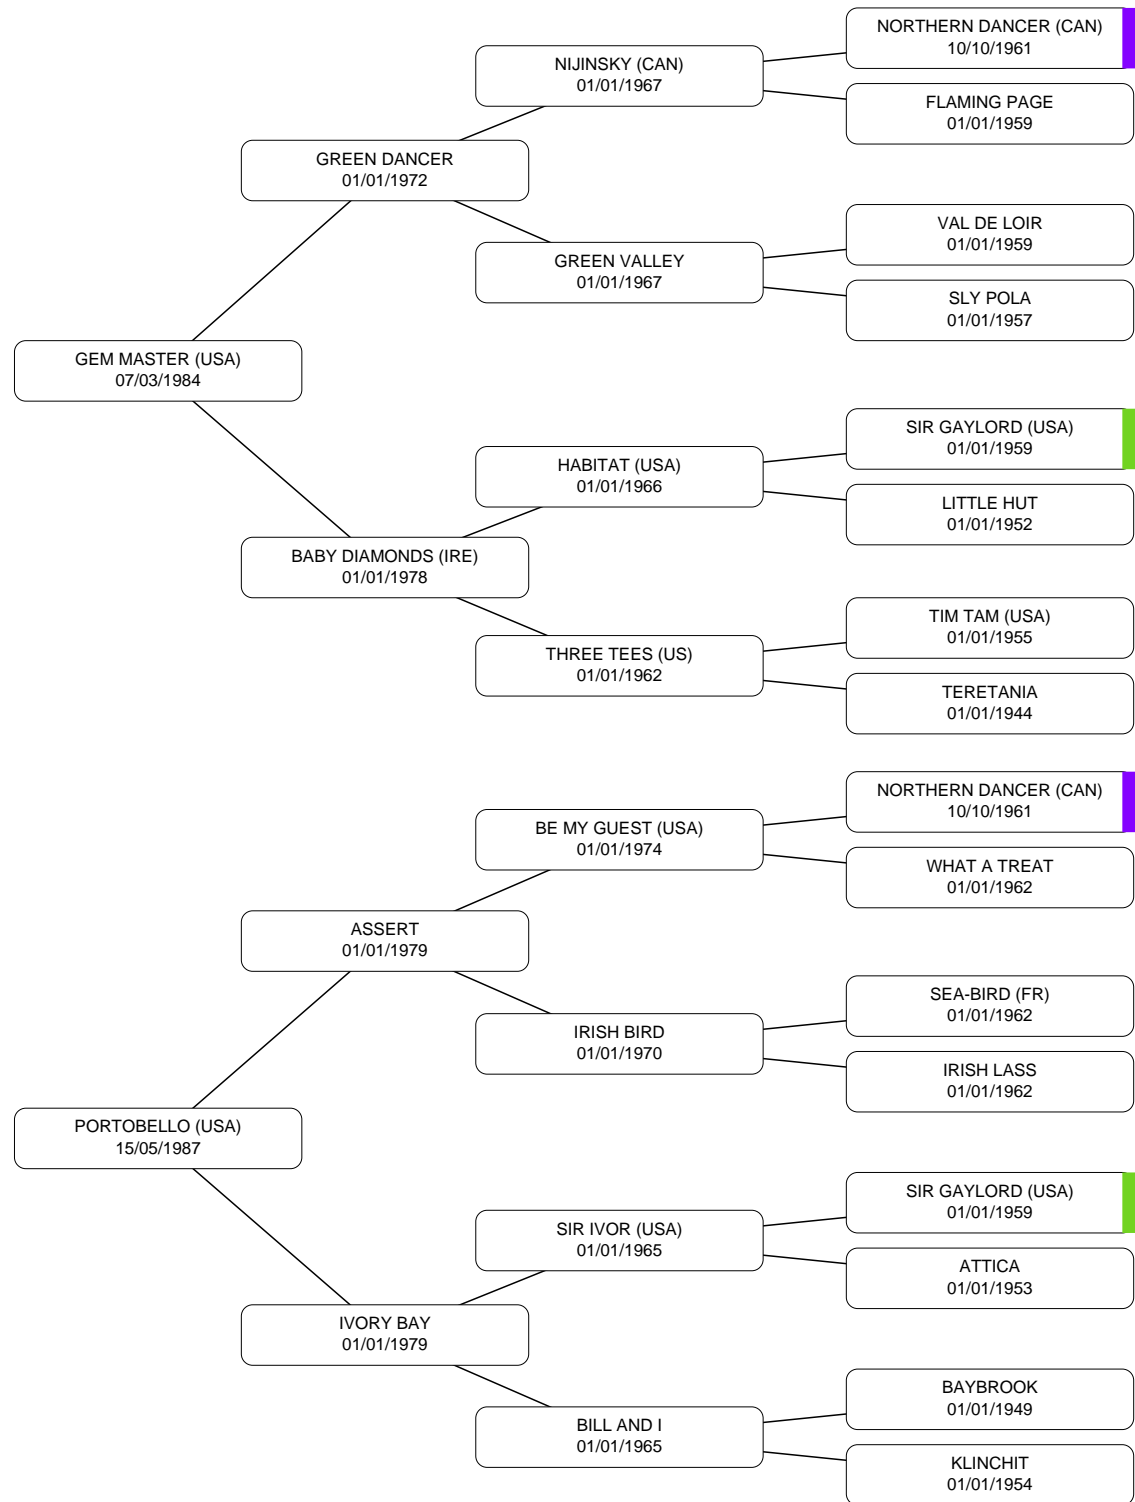 NORTHERN DANCER (CAN)
10/10/1961
NIJINSKY (CAN)
01/01/1967
FLAMING PAGE
01/01/1959
GREEN DANCER
01/01/1972
VAL DE LOIR
01/01/1959
GREEN VALLEY
01/01/1967
SLY POLA
01/01/1957
GEM MASTER (USA)
07/03/1984
SIR GAYLORD (USA)
01/01/1959
HABITAT (USA)
01/01/1966
LITTLE HUT
01/01/1952
BABY DIAMONDS (IRE)
01/01/1978
TIM TAM (USA)
01/01/1955
THREE TEES (US)
01/01/1962
TERETANIA
01/01/1944
NORTHERN DANCER (CAN)
10/10/1961
BE MY GUEST (USA)
01/01/1974
WHAT A TREAT
01/01/1962
ASSERT
01/01/1979
SEA-BIRD (FR)
01/01/1962
IRISH BIRD
01/01/1970
IRISH LASS
01/01/1962
PORTOBELLO (USA)
15/05/1987
SIR GAYLORD (USA)
01/01/1959
SIR IVOR (USA)
01/01/1965
ATTICA
01/01/1953
IVORY BAY
01/01/1979
BAYBROOK
01/01/1949
BILL AND I
01/01/1965
KLINCHIT
01/01/1954